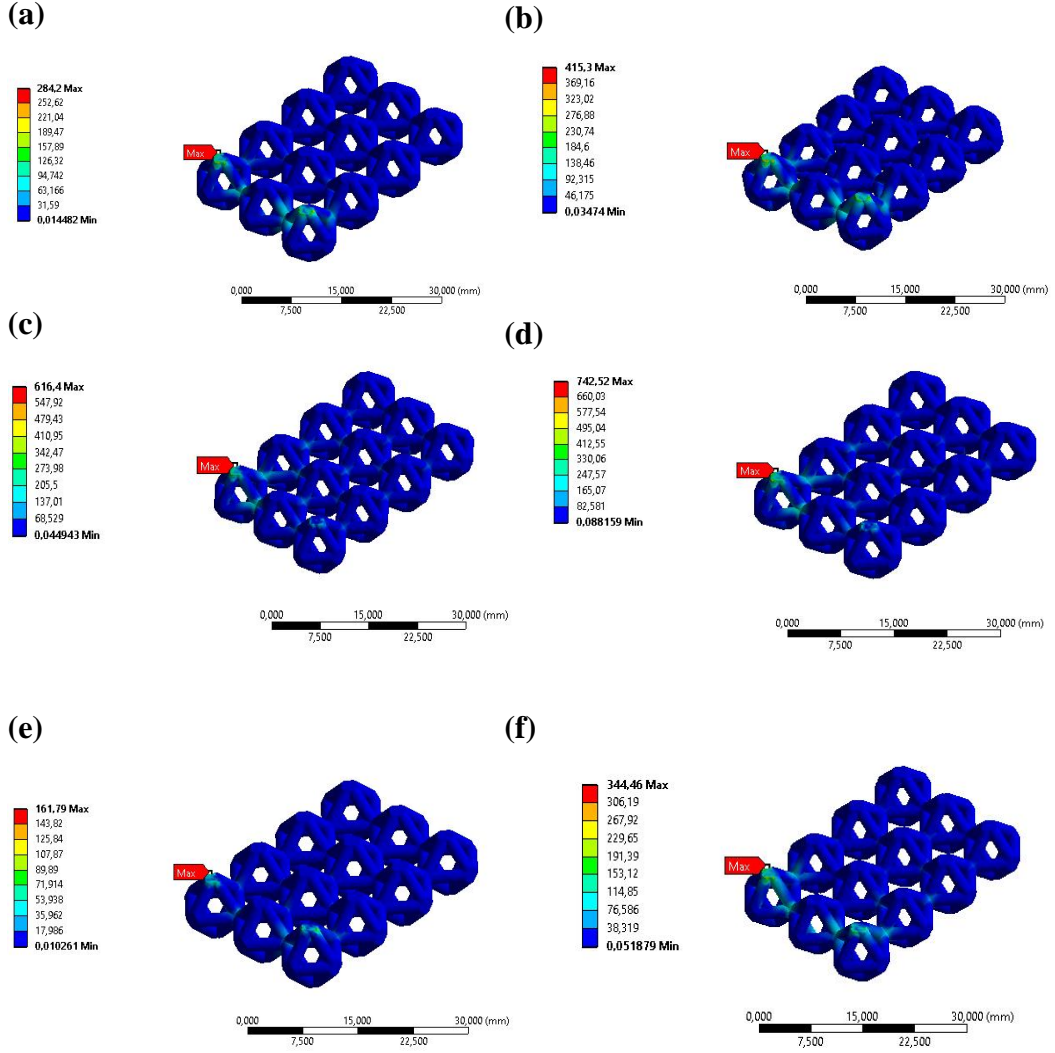 (a)
284,2 Max
252,62
221,04
189,47
157,89
126,32
94,742
63,166
31,59
0,014482 Min
Max
0,000 15,000 30,000 (mm)
7,500 22,500
(b)
415,3 Max
369,16
323,02
276,88
230,74
184,6
138,46
92,315
46,175
0,03474 Min
Max
0,000 15,000 30,000 (mm)
7,500 22,500
(c)
616,4 Max
547,92
479,43
410,95
342,47
273,98
205,5
137,01
68,529
0,044943 Min
Max
0,000 15,000 30,000 (mm)
7,500 22,500
(d)
742,52 Max
660,03
577,54
495,04
412,55
330,06
247,57
165,07
82,581
0,088159 Min
Max
0,000 15,000 30,000 (mm)
7,500 22,500
(e)
161,79 Max
143,82
125,84
107,87
89,89
71,914
53,938
35,962
17,986
0,010261 Min
Max
0,000 15,000 30,000 (mm)
7,500 22,500
(f)
344,46 Max
306,19
267,92
229,65
191,39
153,12
114,85
76,586
38,319
0,051879 Min
Max
0,000 15,000 30,000 (mm)
7,500 22,500